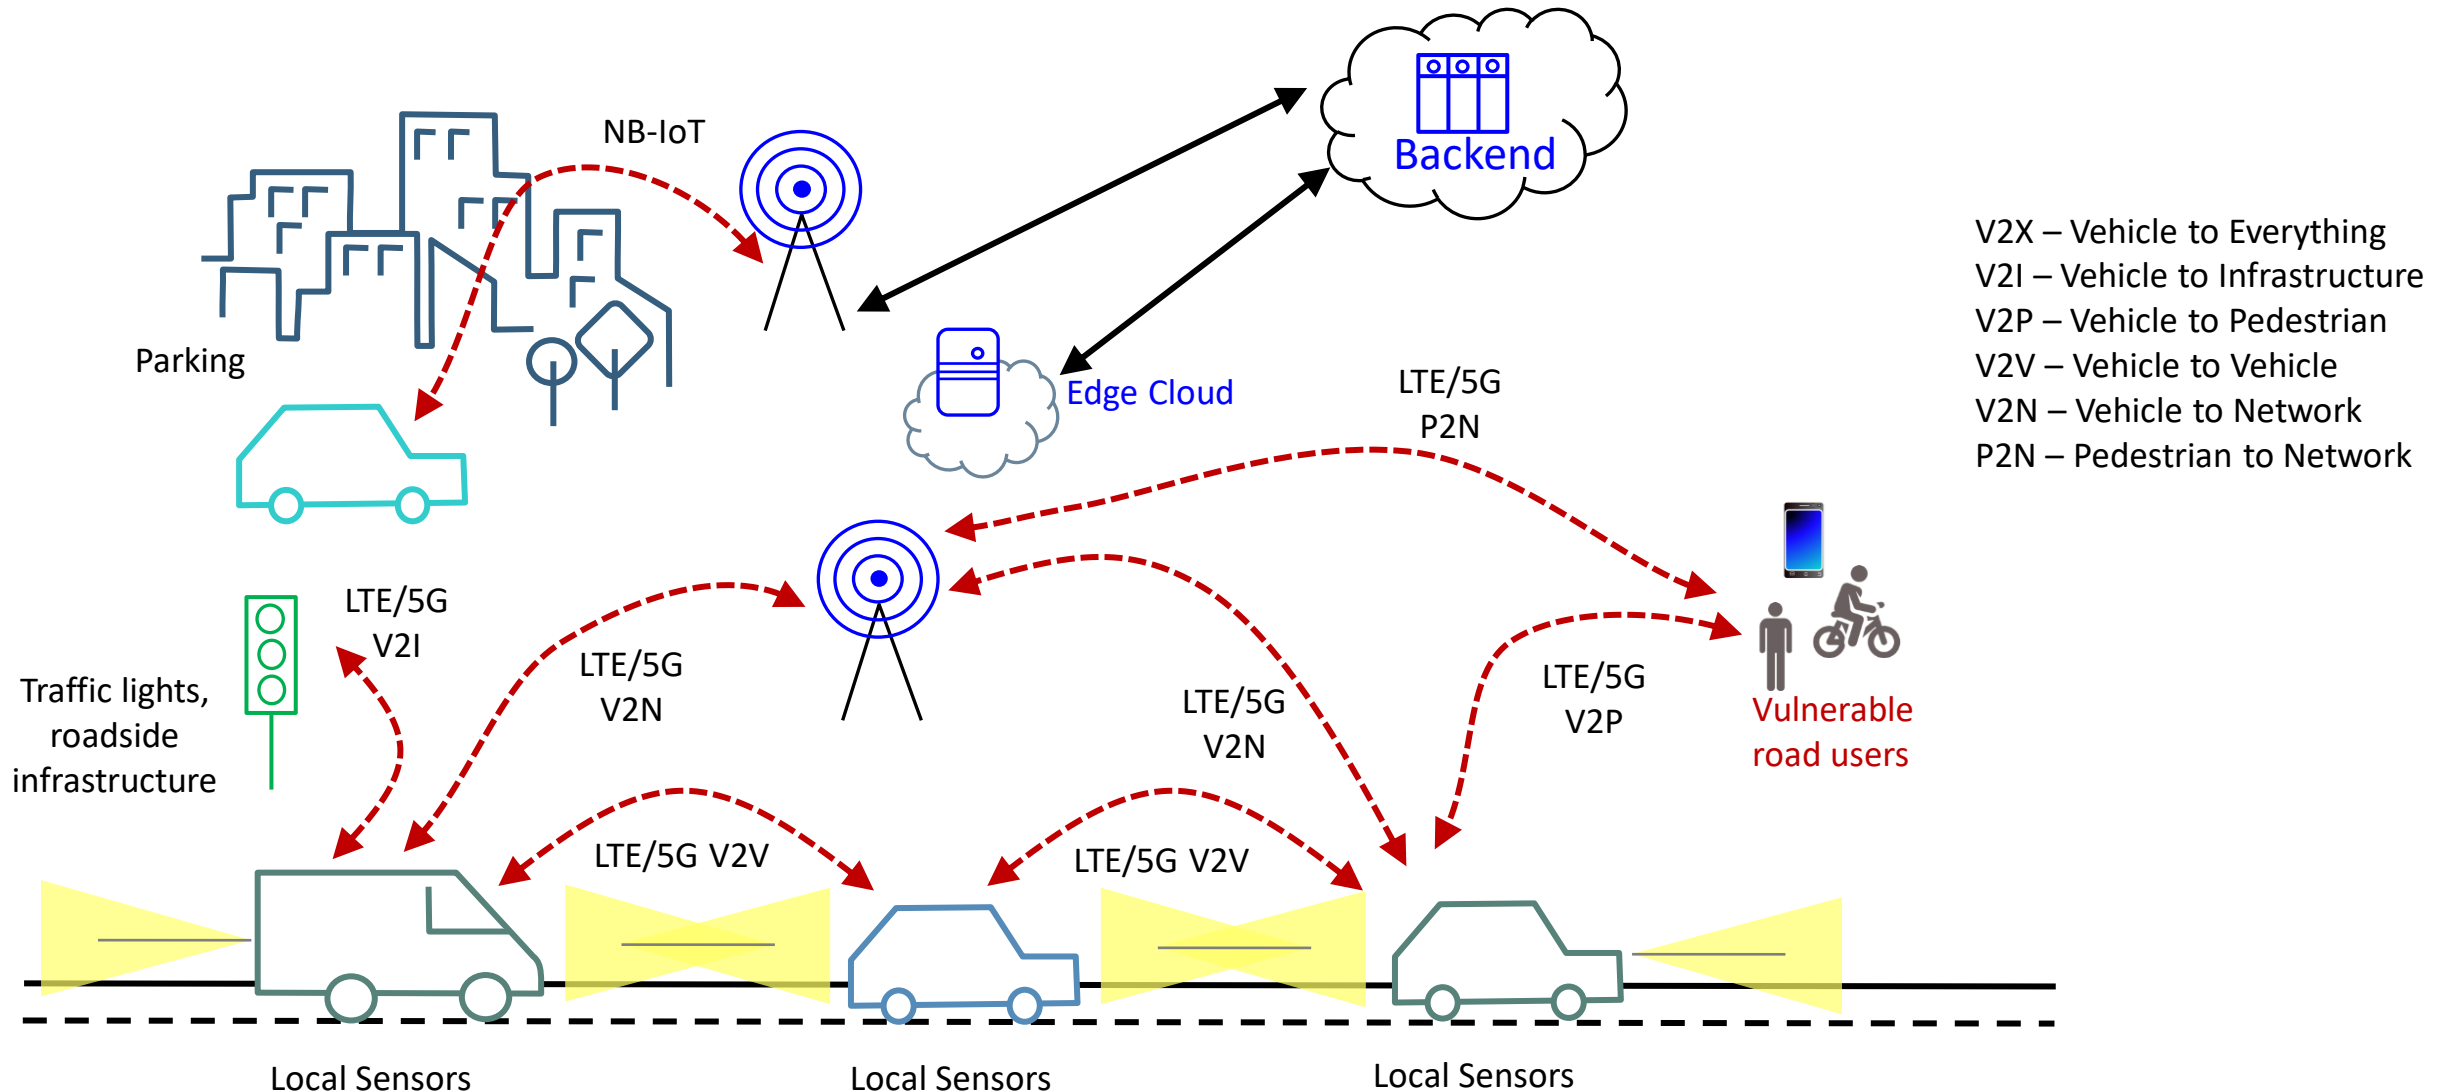 NB-IoT
Backend
V2X – Vehicle to Everything
V2I – Vehicle to Infrastructure
V2P – Vehicle to Pedestrian
V2V – Vehicle to Vehicle
V2N – Vehicle to Network
P2N – Pedestrian to Network
Parking
Edge Cloud
LTE/5G
P2N
LTE/5G
V2I
LTE/5G
V2N
LTE/5G
V2N
LTE/5G
V2P
Traffic lights,
roadside
infrastructure
Vulnerable
road users
LTE/5G V2V
LTE/5G V2V
Local Sensors
Local Sensors
Local Sensors